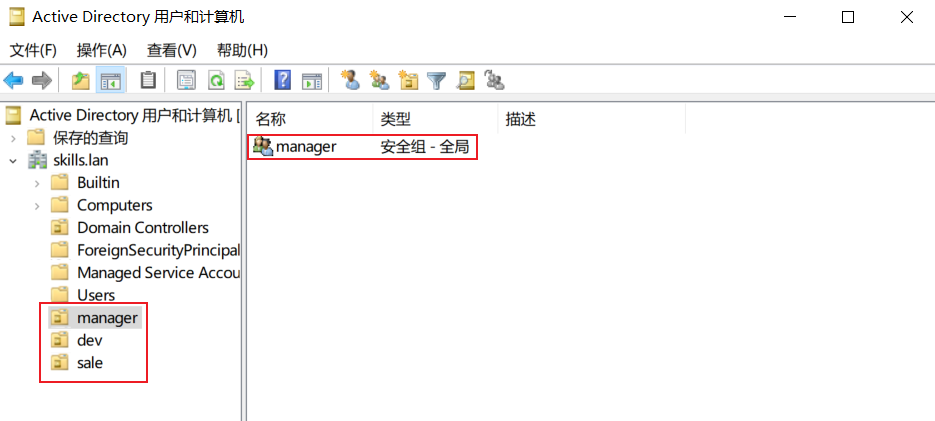 Active Directory 用户和计算机
文件(F) 操作(A) 查看(V) 帮助(H)
Active Directory 用户和计算机 [
保存的查询
skills.lan
Builtin
Computers
Domain Controllers
ForeignSecurityPrincipal
Managed Service Accou
Users
manager
dev
sale
名称 类型 描述
manager 安全组 - 全局